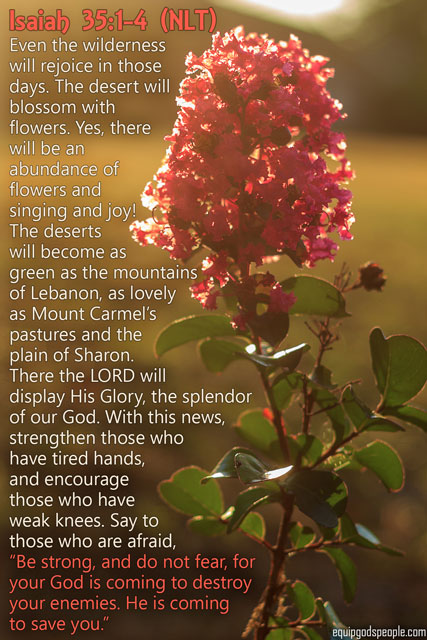 Isaiah 35:1-4 (NLT)
Even the wilderness
will rejoice in those
days. The desert will
blossom with
flowers. Yes, there
will be an
abundance of
flowers and
singing and joy!
The deserts
will become as
green as the mountains
of Lebanon, as lovely
as Mount Carmel's
pastures and the
plain of Sharon.
There the LORD will
display His Glory, the splendor
of our God. With this news,
strengthen those who
have tired hands,
and encourage
those who have
weak knees. Say to
those who are afraid,
“Be strong, and do not fear, for
your God is coming to destroy
your enemies. He is coming
to save you.”
equipgodspeople.com